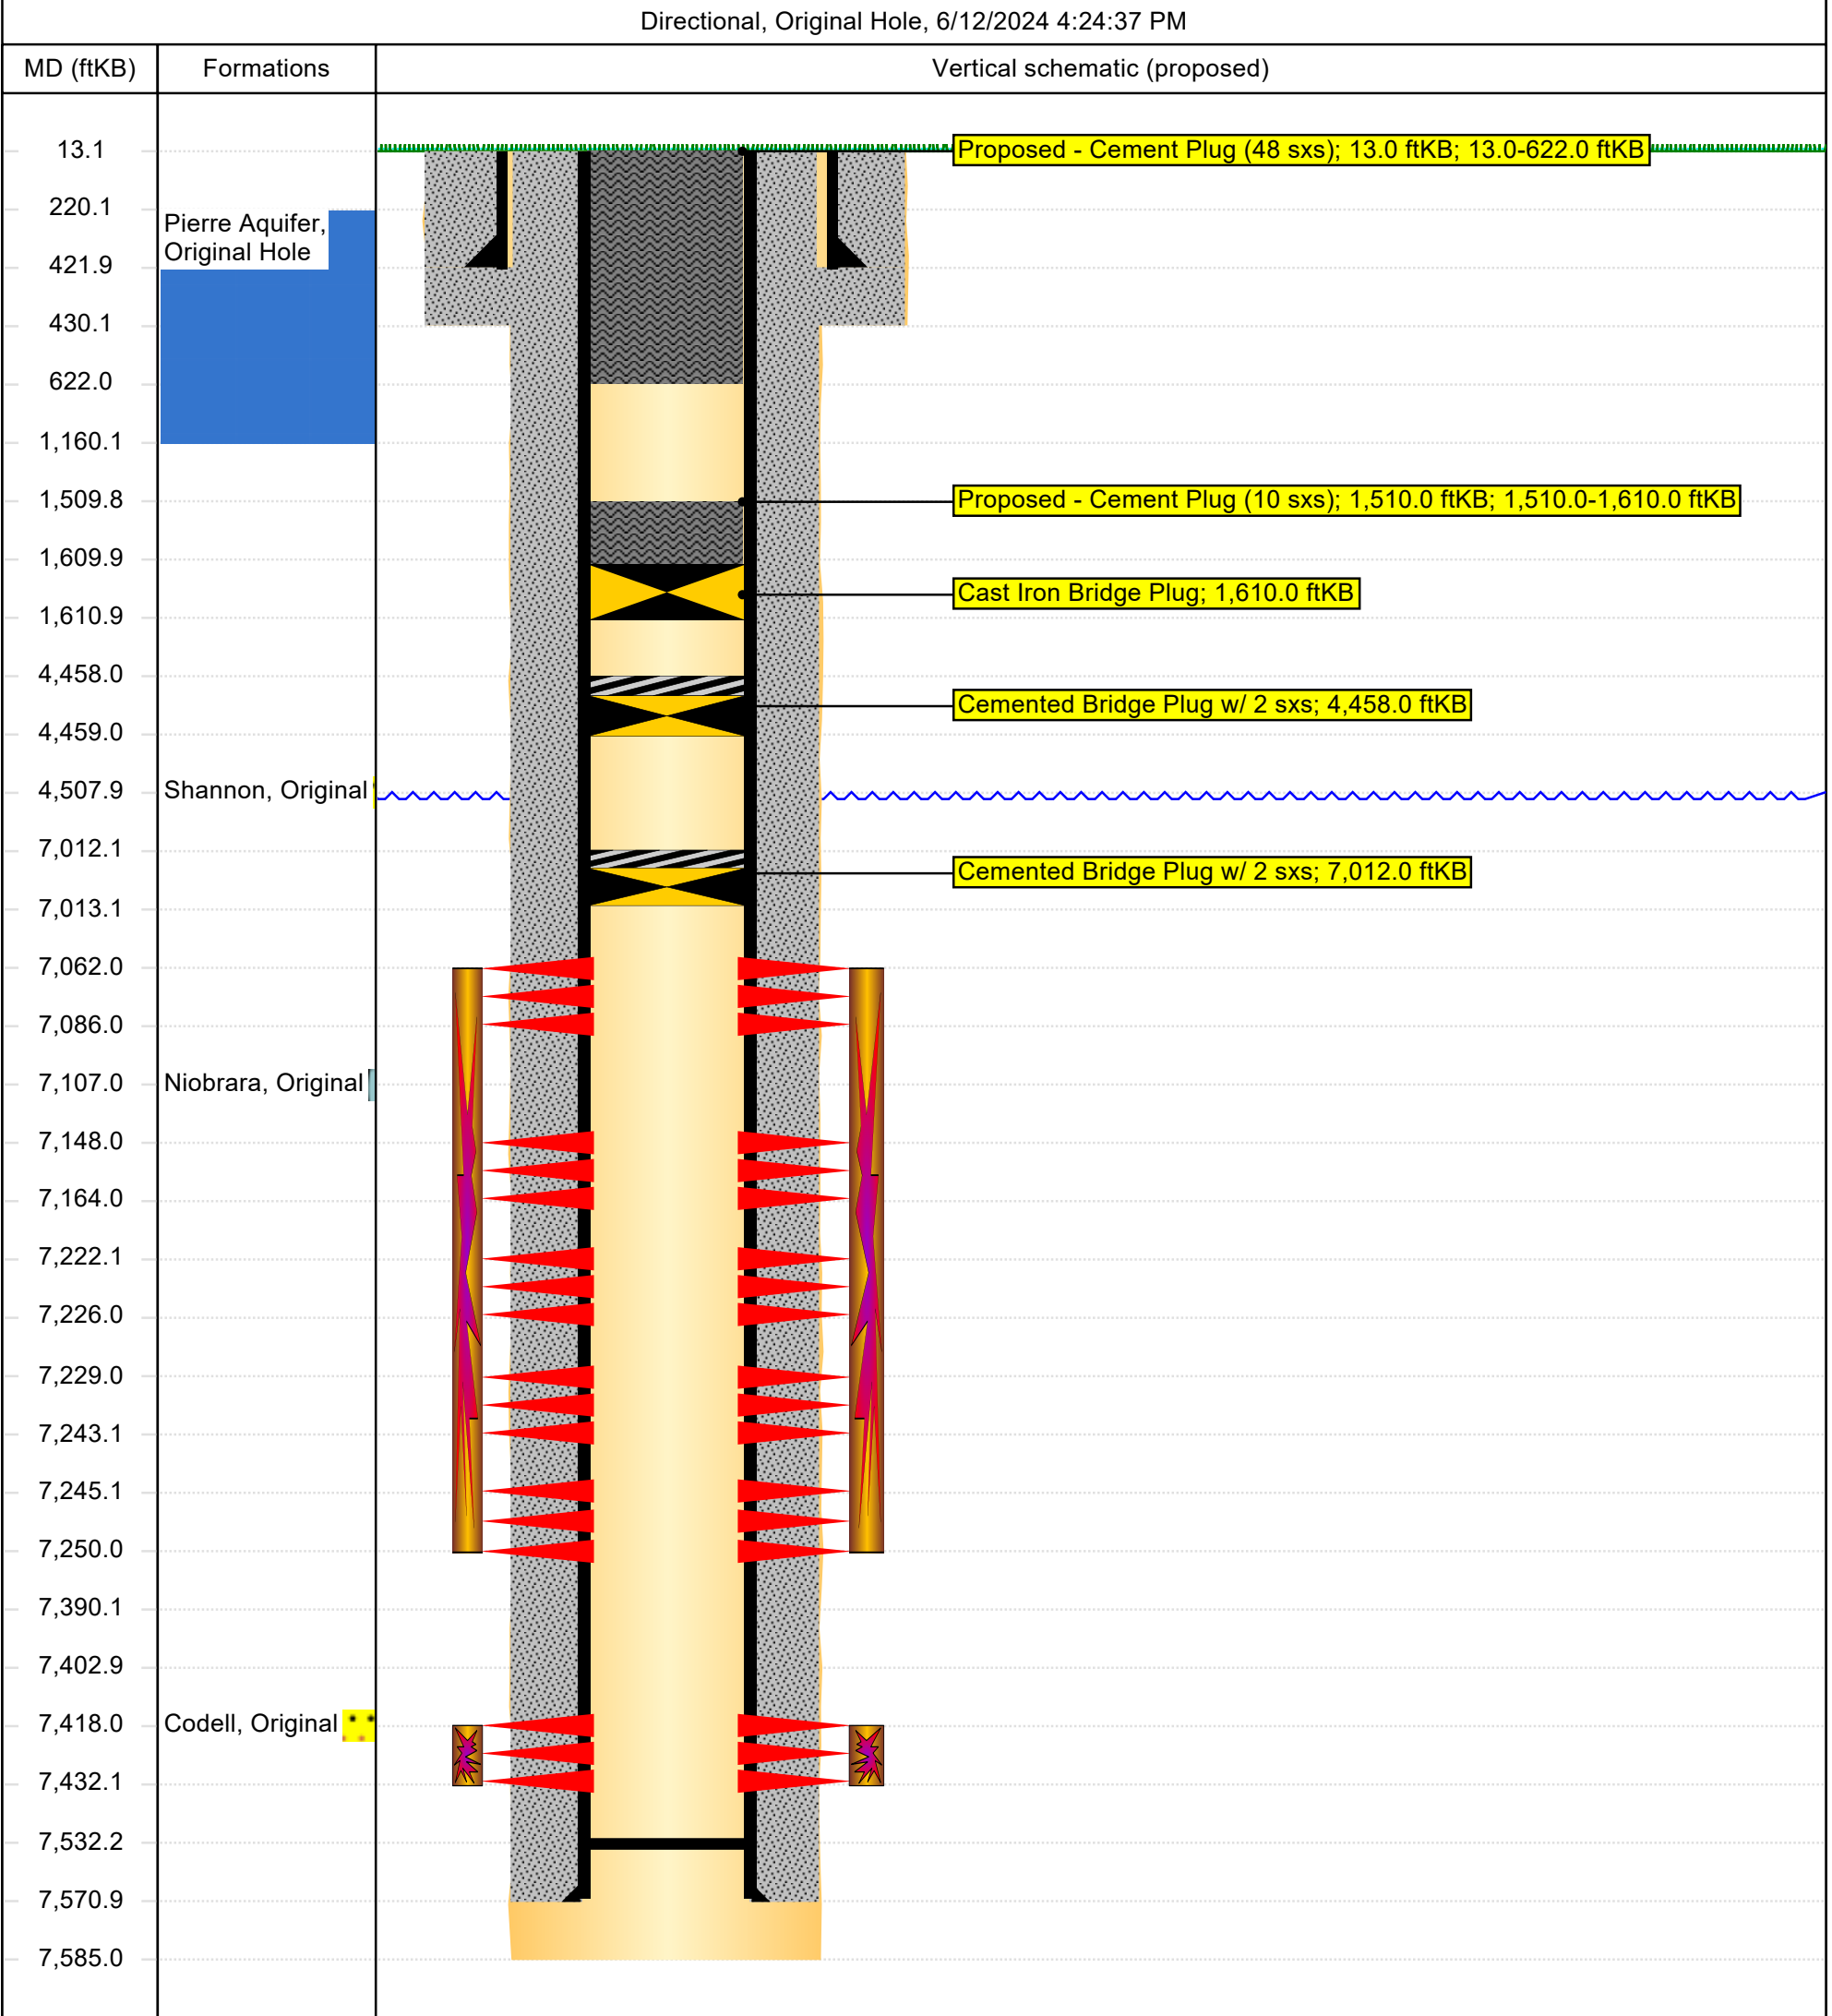 Directional, Original Hole, 6/12/2024 4:24:37 PM
MD (ftKB)
Formations
Vertical schematic (proposed)
13.1
Proposed - Cement Plug (48 sxs); 13.0 ftKB; 13.0-622.0 ftKB
220.1
Pierre Aquifer,
Original Hole
421.9
430.1
622.0
1,160.1
1,509.8
Proposed - Cement Plug (10 sxs); 1,510.0 ftKB; 1,510.0-1,610.0 ftKB
1,609.9
Cast Iron Bridge Plug; 1,610.0 ftKB
1,610.9
4,458.0
Cemented Bridge Plug w/ 2 sxs; 4,458.0 ftKB
4,459.0
4,507.9
Shannon, Original
7,012.1
Cemented Bridge Plug w/ 2 sxs; 7,012.0 ftKB
7,013.1
7,062.0
7,086.0
7,107.0
Niobrara, Original
7,148.0
7,164.0
7,222.1
7,226.0
7,229.0
7,243.1
7,245.1
7,250.0
7,390.1
7,402.9
7,418.0
Codell, Original
7,432.1
7,532.2
7,570.9
7,585.0